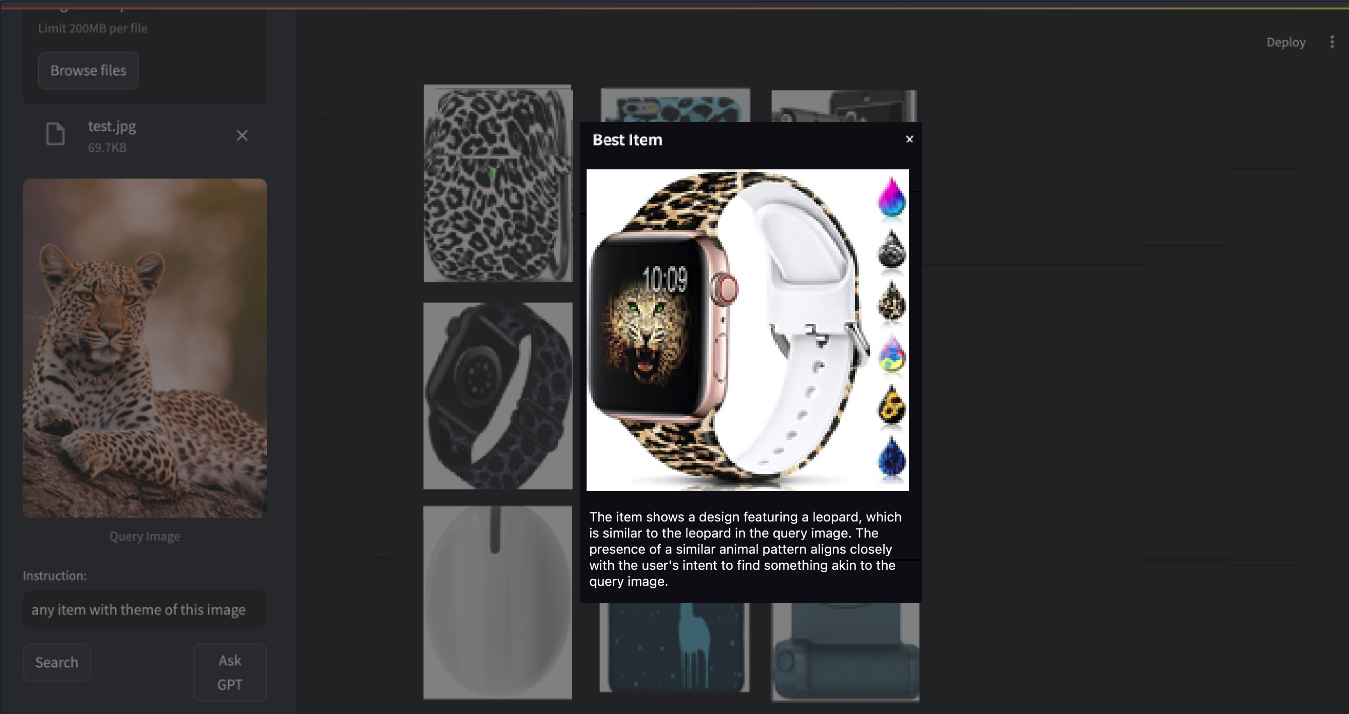 Limit 200MB per file
Browse files
test.jpg
69.7KB
Query Image
Instruction:
any item with theme of this image
Search
Ask
GPT
Deploy
Best Item
10:09
The item shows a design featuring a leopard, which
is similar to the leopard in the query image. The
presence of a similar animal pattern aligns closely
with the user's intent to find something akin to the
query image.